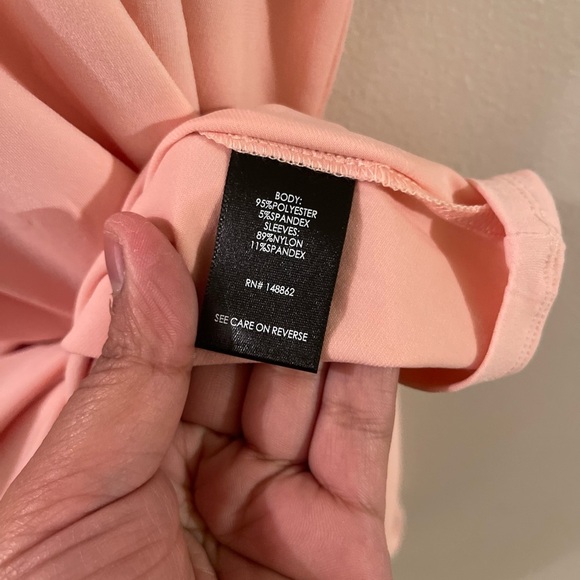 BODY:
95%POLYESTER
5%SPANDEX
SLEEVES:
89%NYLON
11%SPANDEX
RN# 148862
SEE CARE ON REVERSE